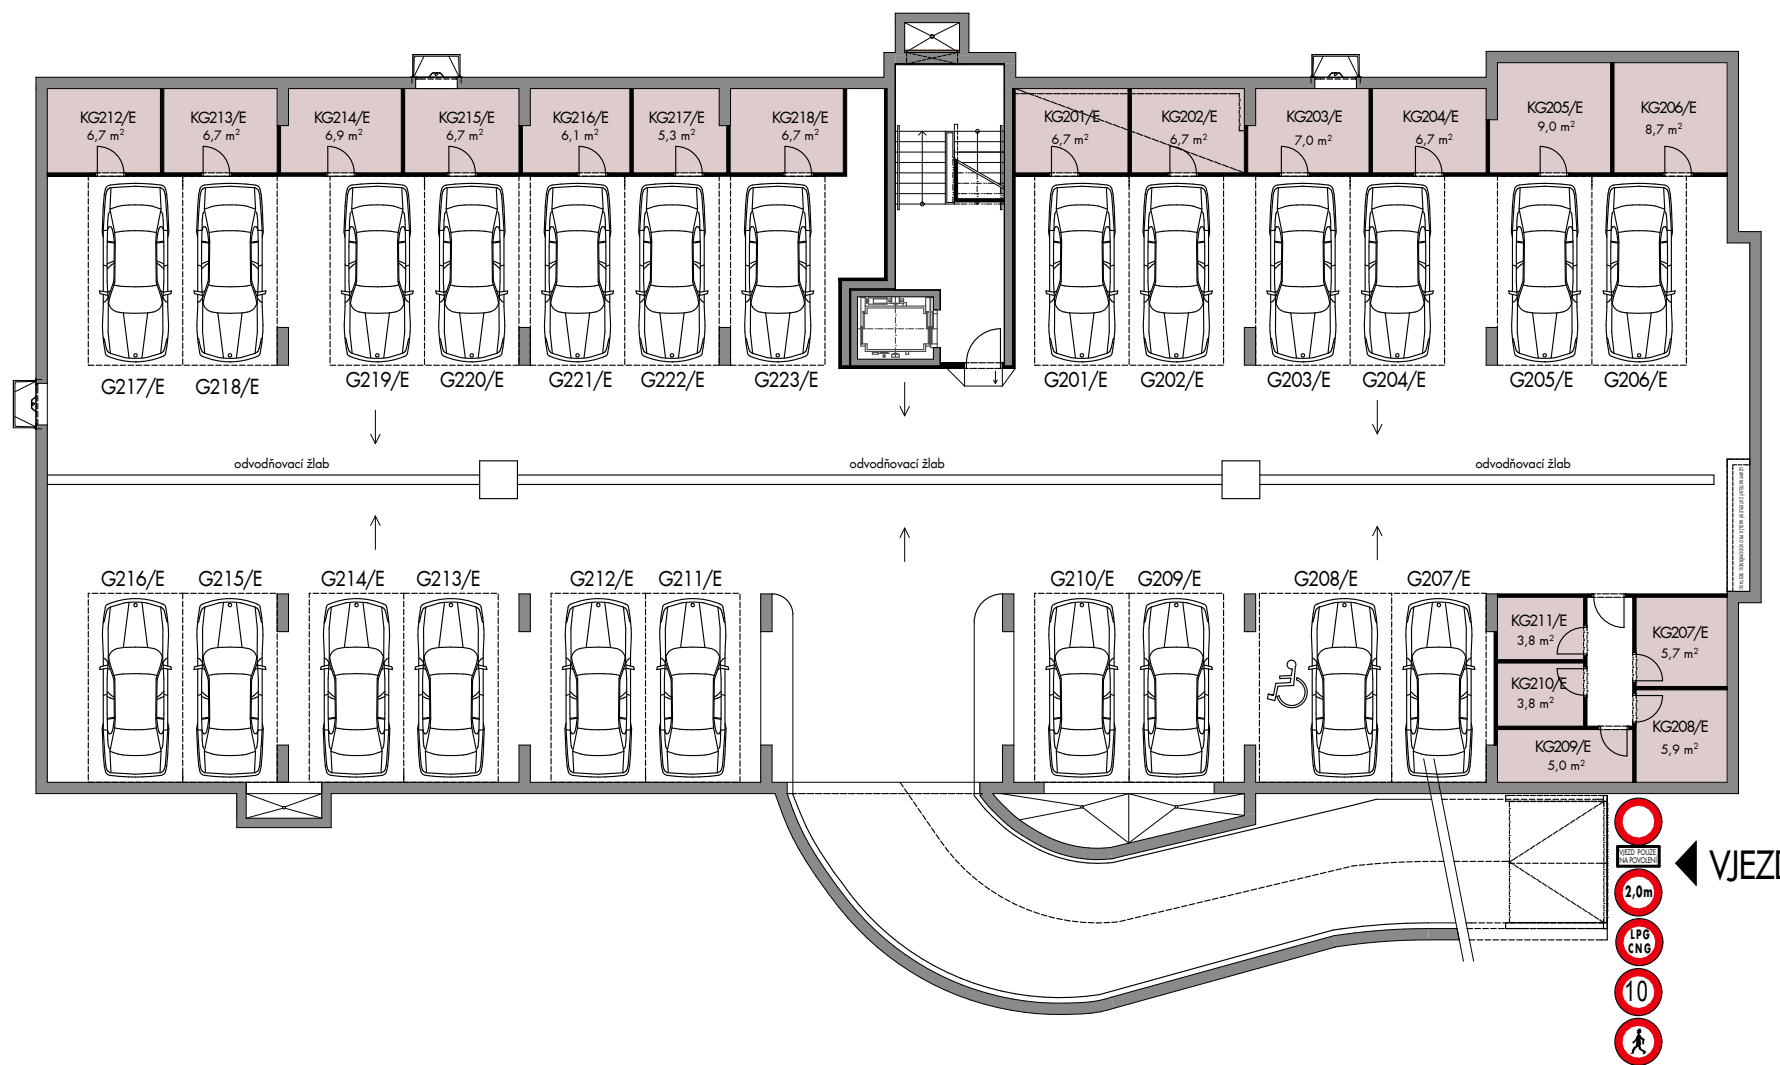 KG212/E
6,7 m²
KG213/E
6,7 m²
KG214/E
6,9 m²
KG215/E
6,7 m²
KG216/E
6,1 m²
KG217/E
5,3 m²
KG218/E
6,7 m²
KG201/E
6,7 m²
KG202/E
6,7 m²
KG203/E
7,0 m²
KG204/E
6,7 m²
KG205/E
9,0 m²
KG206/E
8,7 m²
G217/E
G218/E
G219/E
G220/E
G221/E
G222/E
G223/E
G201/E
G202/E
G203/E
G204/E
G205/E
G206/E
odvodňovací žlab
odvodňovací žlab
odvodňovací žlab
G216/E
G215/E
G214/E
G213/E
G212/E
G211/E
G210/E
G209/E
G208/E
G207/E
KG211/E
3,8 m²
KG207/E
5,7 m²
KG210/E
3,8 m²
KG208/E
5,9 m²
KG209/E
5,0 m²
VJEZD POUZE
NA POVOLENÍ
VJEZD
2,0m
LPG
CNG
10